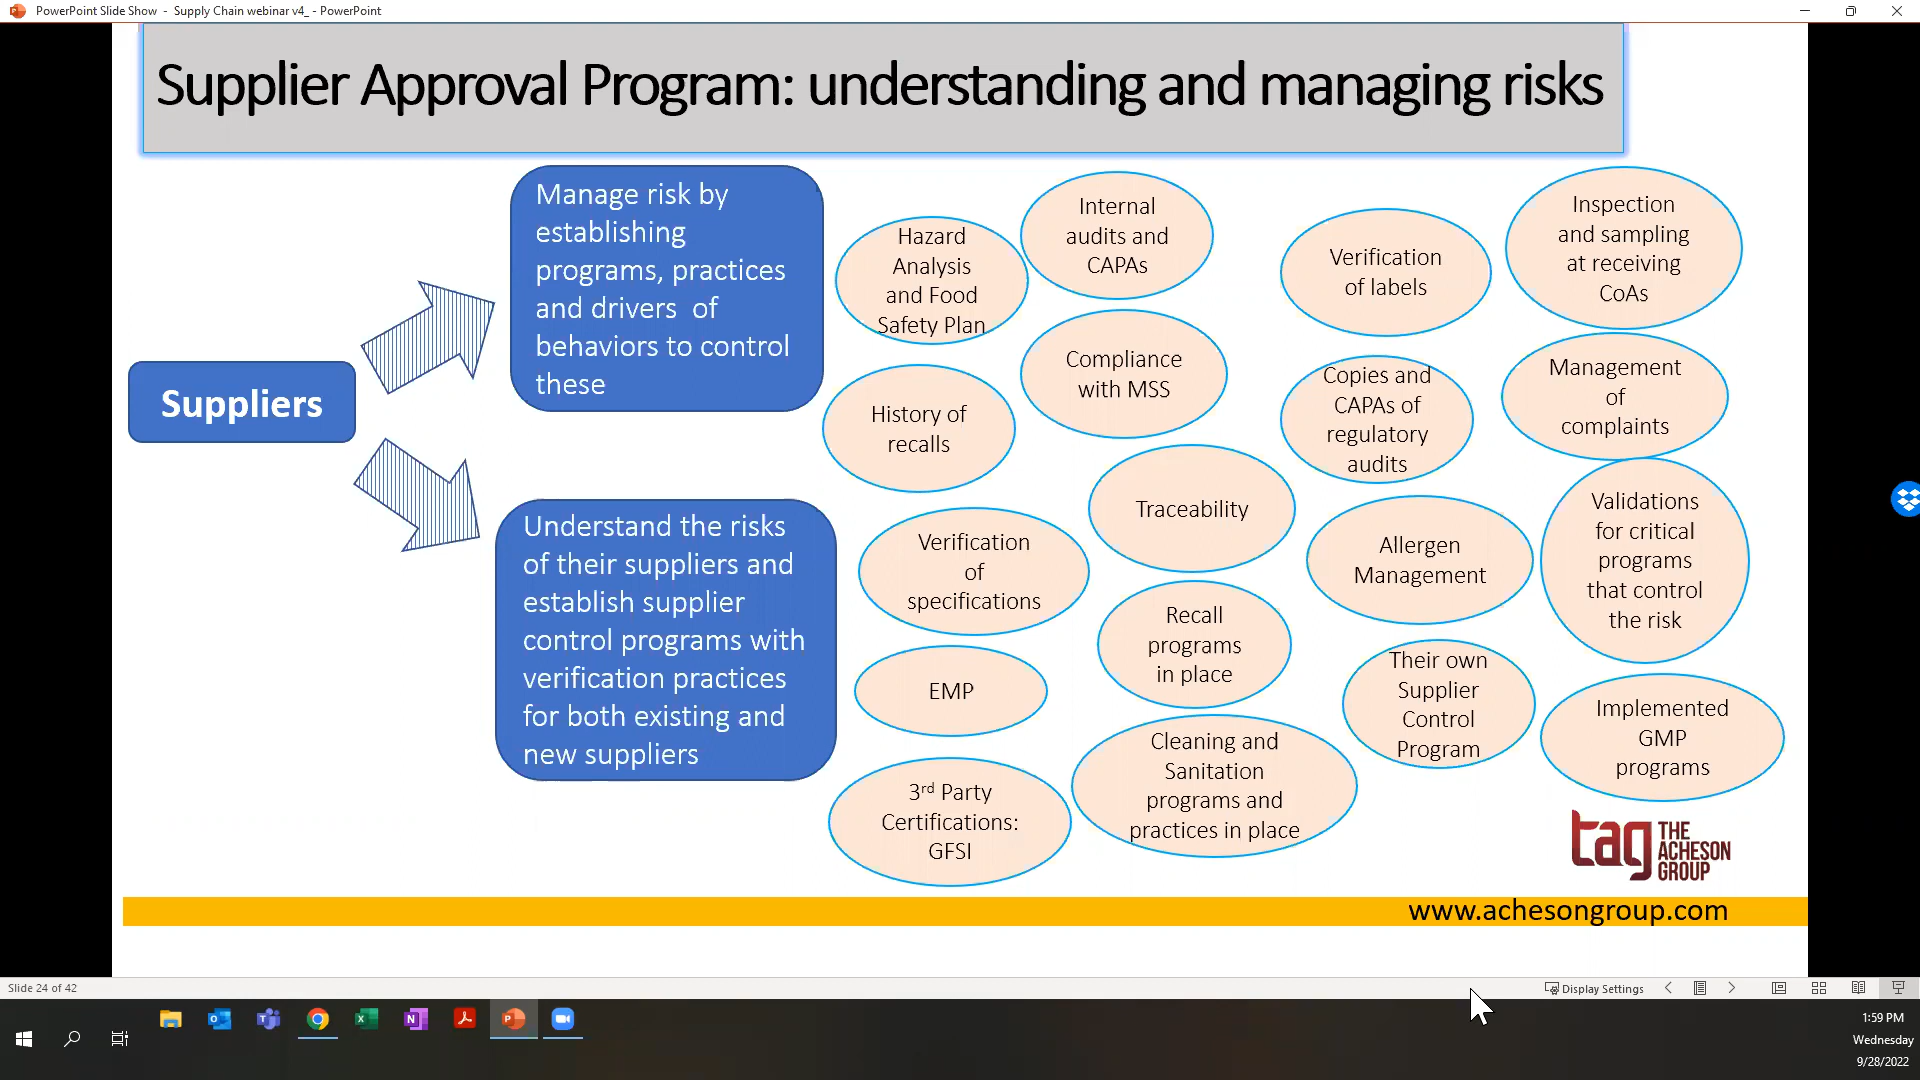 PowerPoint Slide Show - Supply Chain webinar v4_ - PowerPoint
Supplier Approval Program: understanding and managing risks
Suppliers
Manage risk by
establishing
programs, practices
and drivers of
behaviors to control
these
Understand the risks
of their suppliers and
establish supplier
control programs with
verification practices
for both existing and
new suppliers
Hazard
Analysis
and Food
Safety Plan
Internal
audits and
CAPAs
Verification
of labels
Inspection
and sampling
at receiving
CoAs
History of
recalls
Compliance
with MSS
Copies and
CAPAs of
regulatory
audits
Management
of
complaints
Verification
of
specifications
Traceability
Allergen
Management
Validations
for critical
programs
that control
the risk
EMP
Recall
programs
in place
Their own
Supplier
Control
Program
Implemented
GMP
programs
3rd Party
Certifications:
GFSI
Cleaning and
Sanitation
programs and
practices in place
tag THE
ACHESON
GROUP
www.achesongroup.com
Slide 24 of 42
Display Settings
1:59 PM
Wednesday
9/28/2022